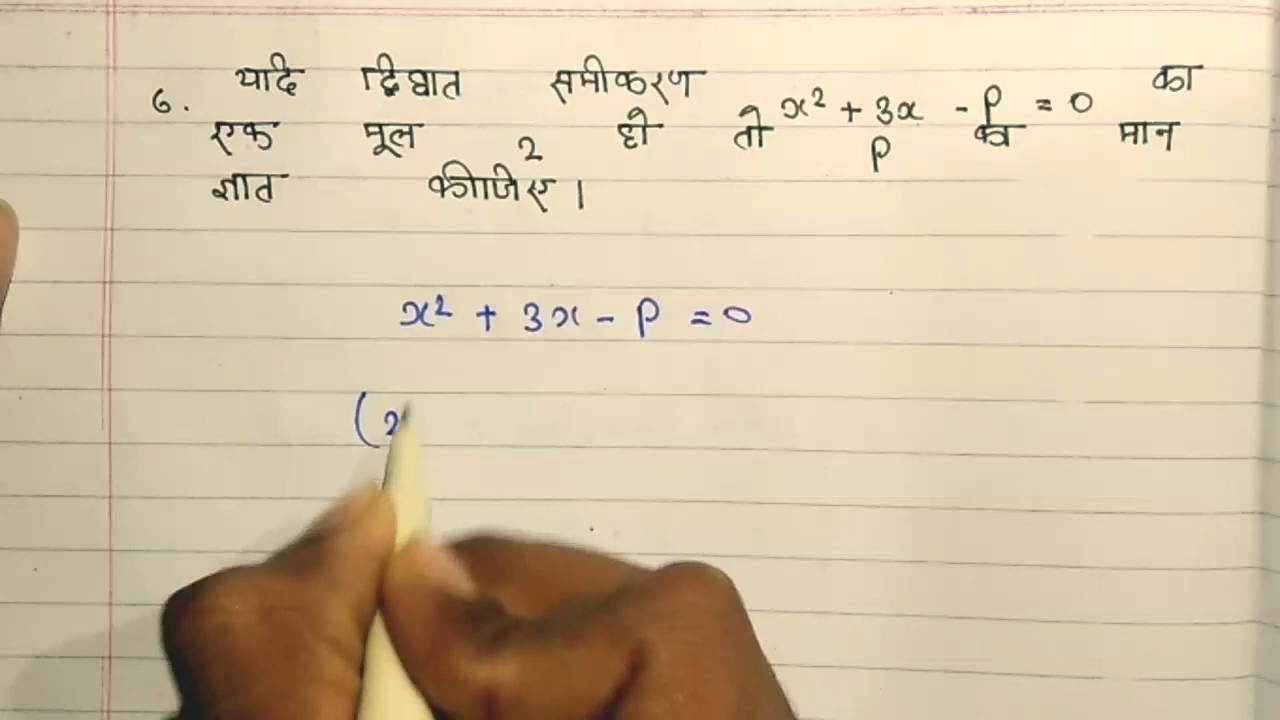 6. यदि द्विघात समीकरण x² + 3x - P = 0 का
एक मूल 2 हो तो P का मान
ज्ञात कीजिए ।
x² + 3x - P = 0
(2